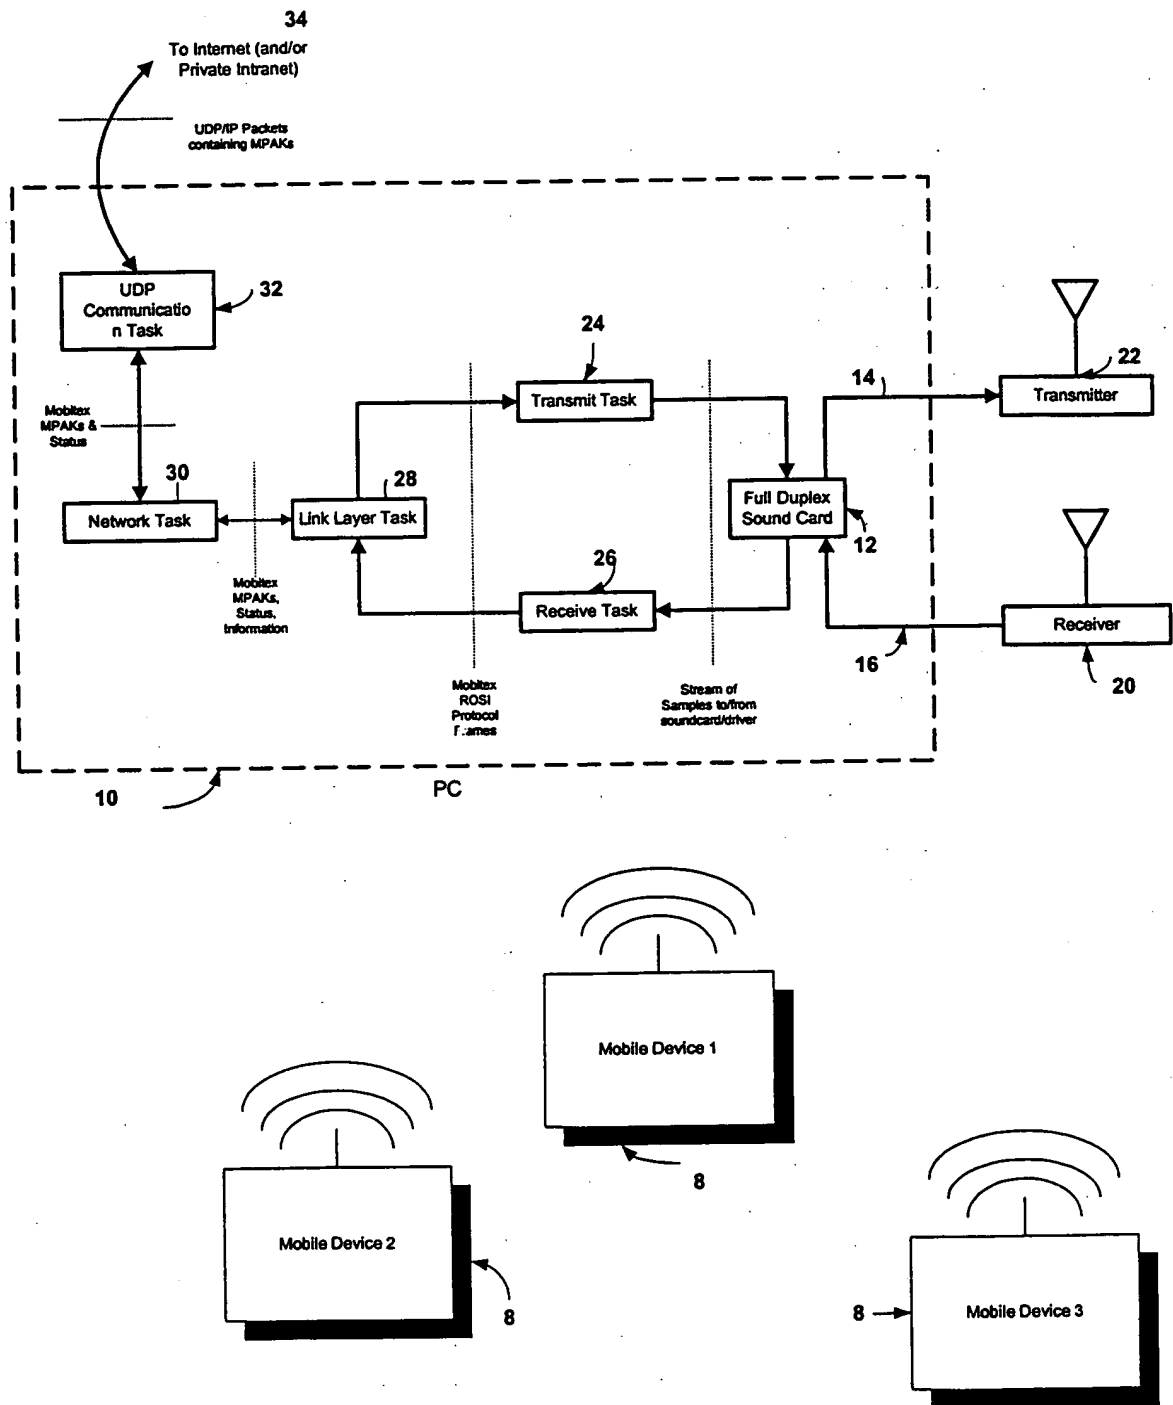 34
To Internet (and/or
Private Intranet)
UDP/IP Packets
containing MPAKs
UDP
Communicatio
n Task
32
24
22
14
Transmit Task
Transmitter
Mobitex
MPAKs &
Status
30
28
Full Duplex
Sound Card
Network Task
Link Layer Task
12
26
Mobitex
MPAKs,
Status,
Information
Receive Task
Receiver
16
20
Mobitex
ROSI
Protocol
Stream of
Samples to/from
soundcard/driver
10
PC
Mobile Device 1
8
Mobile Device 2
8
8
Mobile Device 3